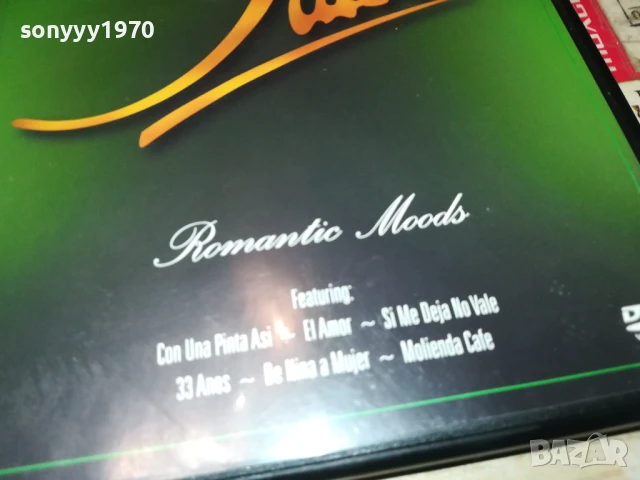 sonyyy1970
Romantic Moods
Featuring:
Con Una Pinta Asi ~ El Amor ~ Si Me Deja No Vale
33 Anos ~ De Nina a Mujer ~ Molienda Cafe
BAZAR